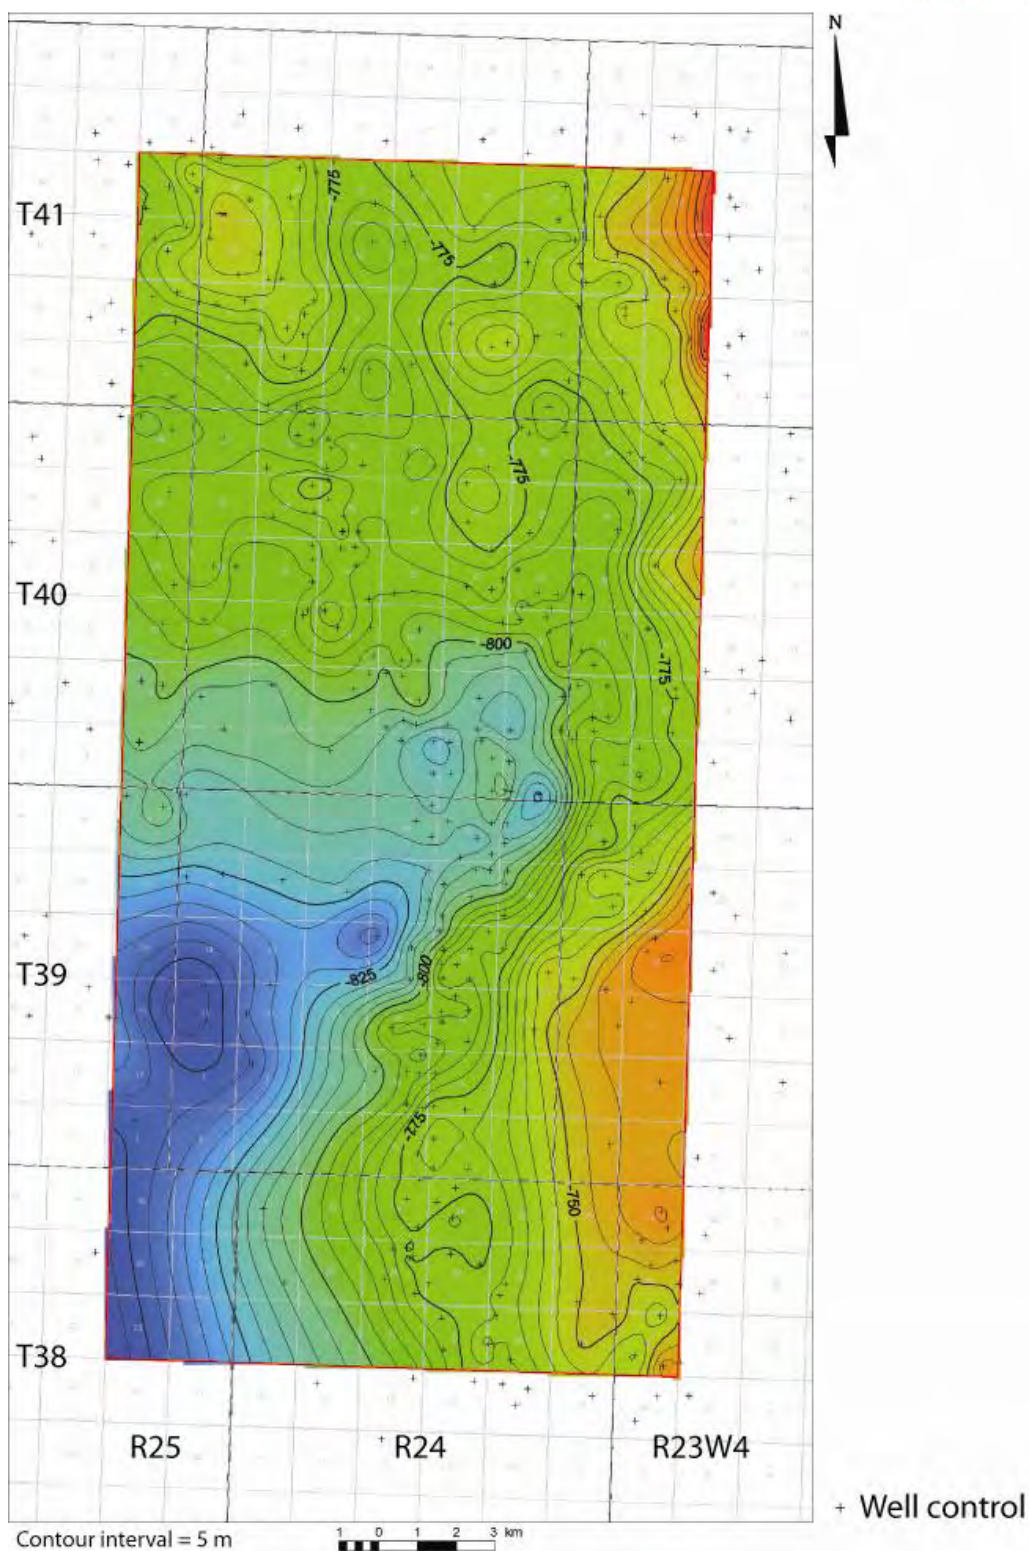 N
-775
T41
-775
-775
T40
-800
-775
T39
-825
-800
-775
-750
T38
R25
R24
R23W4
+ Well control
Contour interval = 5 m
1 0 1 2 3 km